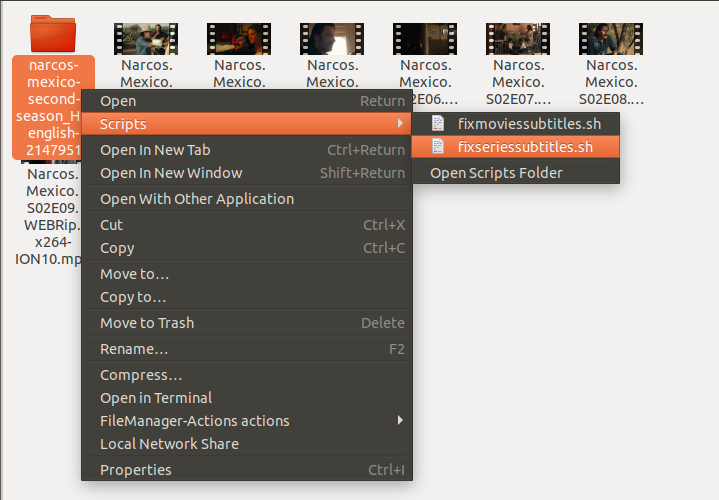 narcos-
mexico-
second-
season_H
english-
2147951
Narcos.
Mexico.
Narcos.
Mexico.
Narcos.
Mexico.
Narcos.
Mexico.
E06.…
Narcos.
Mexico.
S02E07.…
Narcos.
Mexico.
S02E08.…
Narcos.
Mexico.
S02E09.
WEBRip.
x264-
ION10.mp
Open Return
Scripts
Open In New Tab Ctrl+Return
Open In New Window Shift+Return
Open With Other Application
Cut Ctrl+X
Copy Ctrl+C
Move to…
Copy to…
Move to Trash Delete
Rename… F2
Compress…
Open in Terminal
FileManager-Actions actions
Local Network Share
Properties Ctrl+I
fixmoviessubtitles.sh
fixseriessubtitles.sh
Open Scripts Folder